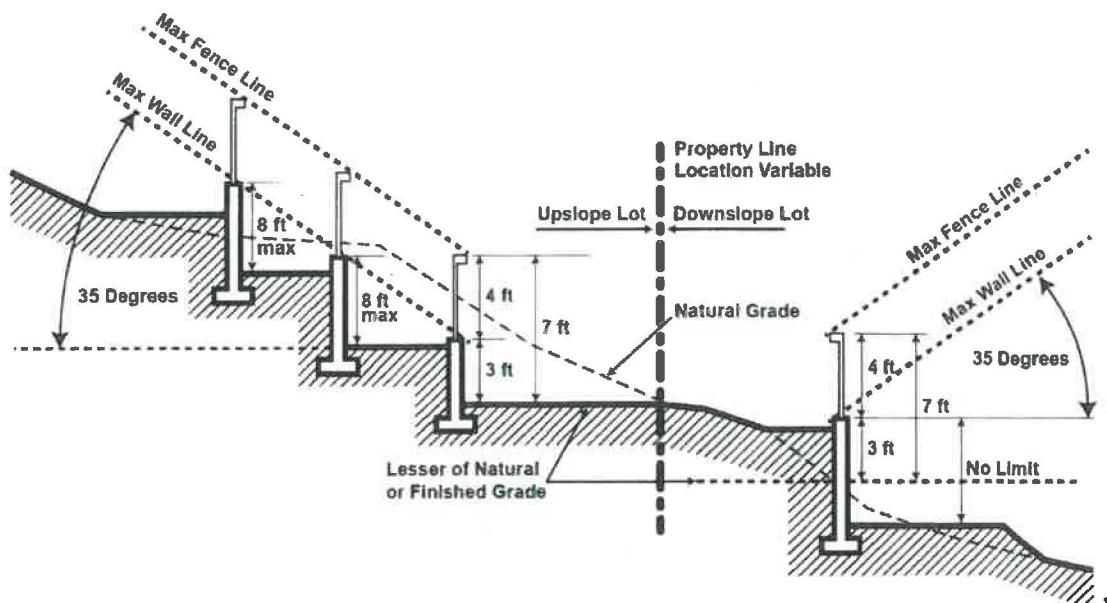 Max Fence Line
Max Wall Line
8 ft
max
35 Degrees
8 ft
max
4 ft
7 ft
3 ft
Property Line
Location Variable
Upslope Lot
Downslope Lot
Natural Grade
Lesser of Natural
or Finished Grade
Max Fence Line
Max Wall Line
35 Degrees
4 ft
7 ft
3 ft
No Limit